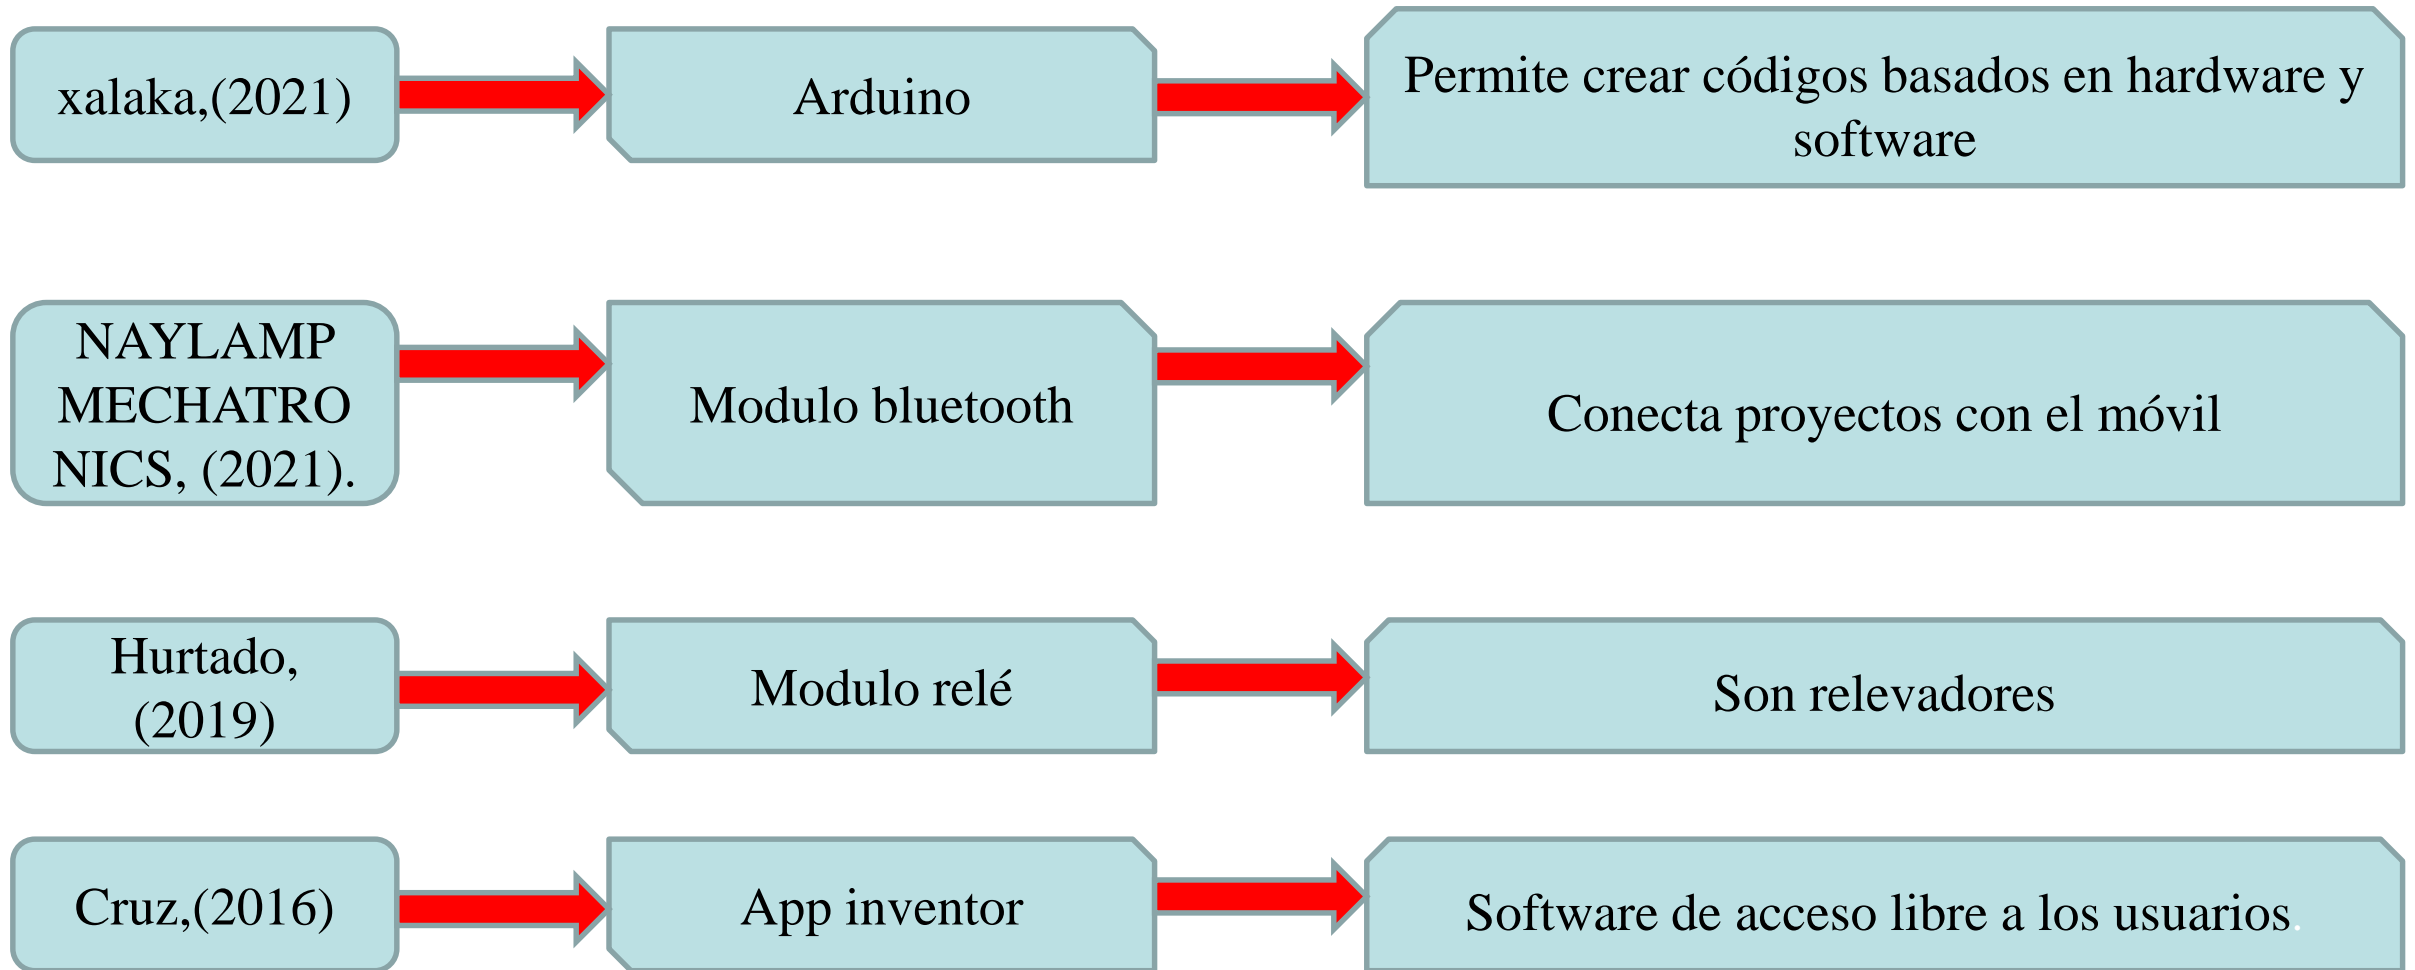 xalaka,(2021)
Arduino
Permite crear códigos basados en hardware y
software
NAYLAMP
MECHATRO
NICS, (2021).
Modulo bluetooth
Conecta proyectos con el móvil
Hurtado,
(2019)
Modulo relé
Son relevadores
Cruz,(2016)
App inventor
Software de acceso libre a los usuarios.